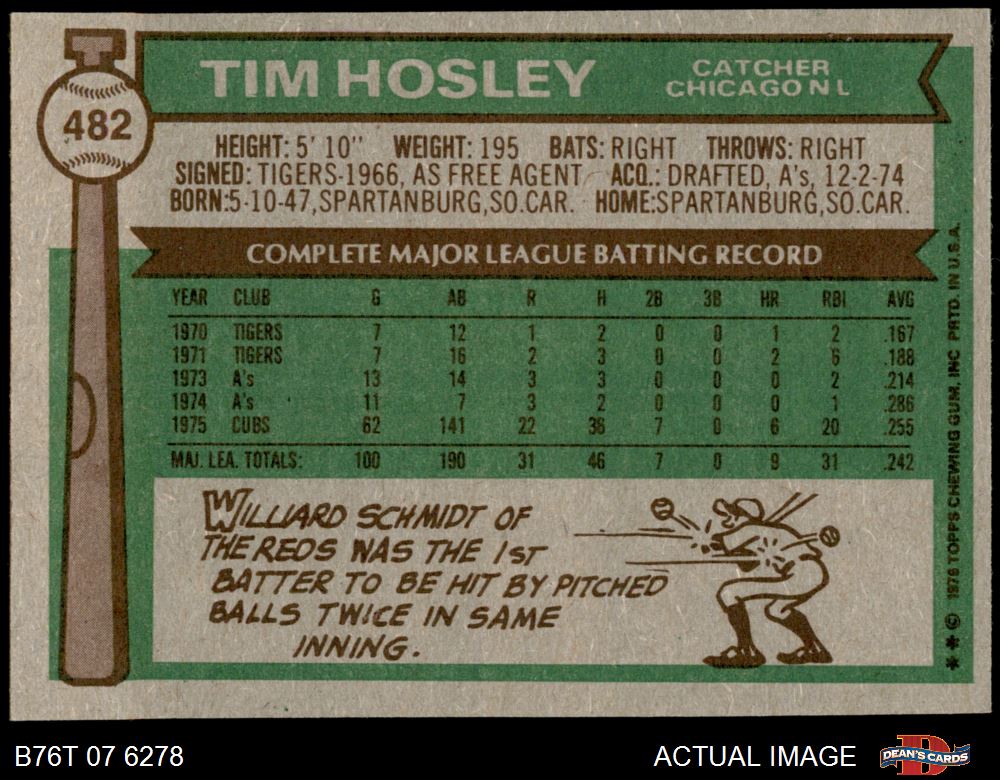 TIM HOSLEY
CATCHER
CHICAGO N L
482
HEIGHT: 5' 10" WEIGHT: 195 BATS: RIGHT THROWS: RIGHT
SIGNED: TIGERS-1966, AS FREE AGENT ACQ.: DRAFTED, A's, 12-2-74
BORN:5-10-47,SPARTANBURG,SO.CAR. HOME:SPARTANBURG,SO.CAR.
COMPLETE MAJOR LEAGUE BATTING RECORD
YEAR CLUB G AB R H 2B 3B HR RBI AVG
1970 TIGERS 7 12 1 2 0 0 1 2 .167
1971 TIGERS 7 16 2 3 0 0 2 6 .188
1973 A's 13 14 3 3 0 0 0 2 .214
1974 A's 11 7 3 2 0 0 0 1 .286
1975 CUBS 62 141 22 36 7 0 6 20 .255
MAJ. LEA. TOTALS: 100 190 31 46 7 0 9 31 .242
WILLIARD SCHMIDT OF
THE REDS WAS THE 1ST
BATTER TO BE HIT BY PITCHED
BALLS TWICE IN SAME
INNING.
* * © 1976 TOPPS CHEWING GUM, INC PRTD. IN U.S.A.
B76T 07 6278
ACTUAL IMAGE
D
DEAN'S CARDS